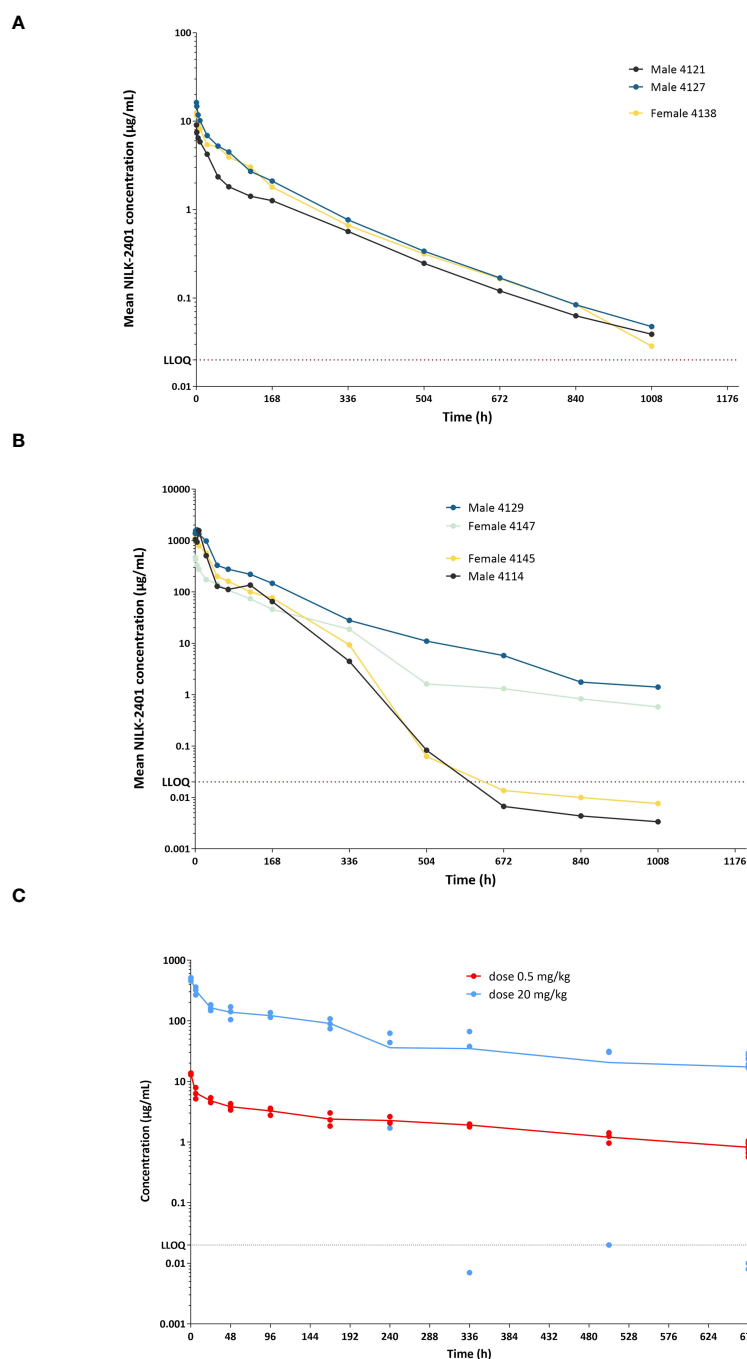 A
Mean NILK-2401 concentration (µg/mL)
100
10
1
0.1
LLOQ
0.01
Male 4121
Male 4127
Female 4138
0 168 336 504 672 840 1008 1176
Time (h)
B
Mean NILK-2401 concentration (µg/mL)
10000
1000
100
10
1
0.1
LLOQ
0.01
0.001
Male 4129
Female 4147
Female 4145
Male 4114
0 168 336 504 672 840 1008 1176
Time (h)
C
Concentration (µg/mL)
1000
100
10
1
0.1
LLOQ
0.01
0.001
dose 0.5 mg/kg
dose 20 mg/kg
0 48 96 144 192 240 288 336 384 432 480 528 576 624
Time (h)